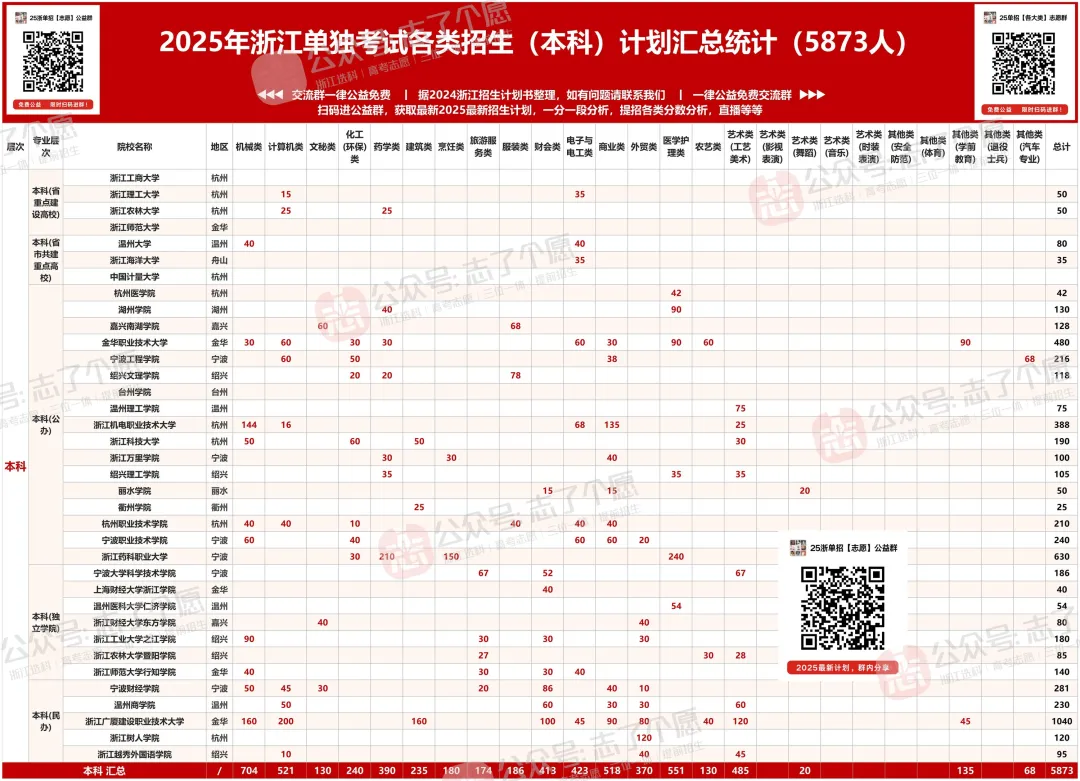 25浙单招【志愿】公益群
免费公益 限时扫码进群！
2025年浙江单独考试各类招生（本科）计划汇总统计（5873人）
◀◀◀ 交流群一律公益免费 | 据2024浙江招生计划书整理，如有问题请联系我们 | 一律公益免费交流群 ▶▶▶
扫码进公益群，获取最新2025最新招生计划，一分一段分析，提招各类分数分析，直播等等
25单招【各大类】志愿群
免费公益 限时扫码进群！
层次 专业层次 院校名称 地区 机械类 计算机类 文秘类 化工(环保)类 药学类 建筑类 烹饪类 旅游服务类 服装类 财会类 电子与电工类 商业类 外贸类 医学护理类 农艺类 艺术类(工艺美术) 艺术类(影视表演) 艺术类(舞蹈) 艺术类(音乐) 艺术类(时装表演) 其他类(安全防范) 其他类(体育) 其他类(学前教育) 其他类(退役士兵) 其他类(汽车专业) 总计
本科
本科(省重点建设高校)
浙江工商大学 杭州
浙江理工大学 杭州 15 35 50
浙江农林大学 杭州 25 25 50
浙江师范大学 金华
本科(省市共建重点高校)
温州大学 温州 40 40 80
浙江海洋大学 舟山 35 35
中国计量大学 杭州
本科(公办)
杭州医学院 杭州 42 42
湖州学院 湖州 40 90 130
嘉兴南湖学院 嘉兴 60 68 128
金华职业技术大学 金华 30 60 30 30 60 30 90 60 90 480
宁波工程学院 宁波 60 50 38 68 216
绍兴文理学院 绍兴 20 20 78 118
台州学院 台州
温州理工学院 温州 75 75
浙江机电职业技术大学 杭州 144 16 68 135 25 388
浙江科技大学 杭州 50 60 50 30 190
浙江万里学院 宁波 30 30 40 100
绍兴理工学院 绍兴 35 35 35 105
丽水学院 丽水 15 15 20 50
衢州学院 衢州 25 25
杭州职业技术学院 杭州 40 40 10 40 40 40 210
宁波职业技术学院 宁波 60 40 60 60 20 240
浙江药科职业大学 宁波 30 210 150 240 630
本科(独立学院)
宁波大学科学技术学院 宁波 67 52 67 186
上海财经大学浙江学院 金华 40 40
温州医科大学仁济学院 温州 54 54
浙江财经大学东方学院 嘉兴 40 40 80
浙江工业大学之江学院 绍兴 90 30 30 30 180
浙江农林大学暨阳学院 绍兴 27 30 28 85
浙江师范大学行知学院 金华 40 30 30 40 140
本科(民办)
宁波财经学院 宁波 50 45 30 20 86 40 10 281
温州商学院 温州 50 60 30 30 60 230
浙江广厦建设职业技术大学 金华 160 200 160 100 45 90 80 40 120 45 1040
浙江树人学院 杭州 120 120
浙江越秀外国语学院 绍兴 10 40 45 95
本科 汇总 / 704 521 130 240 390 235 180 174 186 413 423 518 370 551 130 485 20 135 68 5873
25浙单招【志愿】公益群
2025最新计划，群内分享
公众号: 志了个愿
浙江选科 | 高考志愿 | 三位一体 | 提前招生